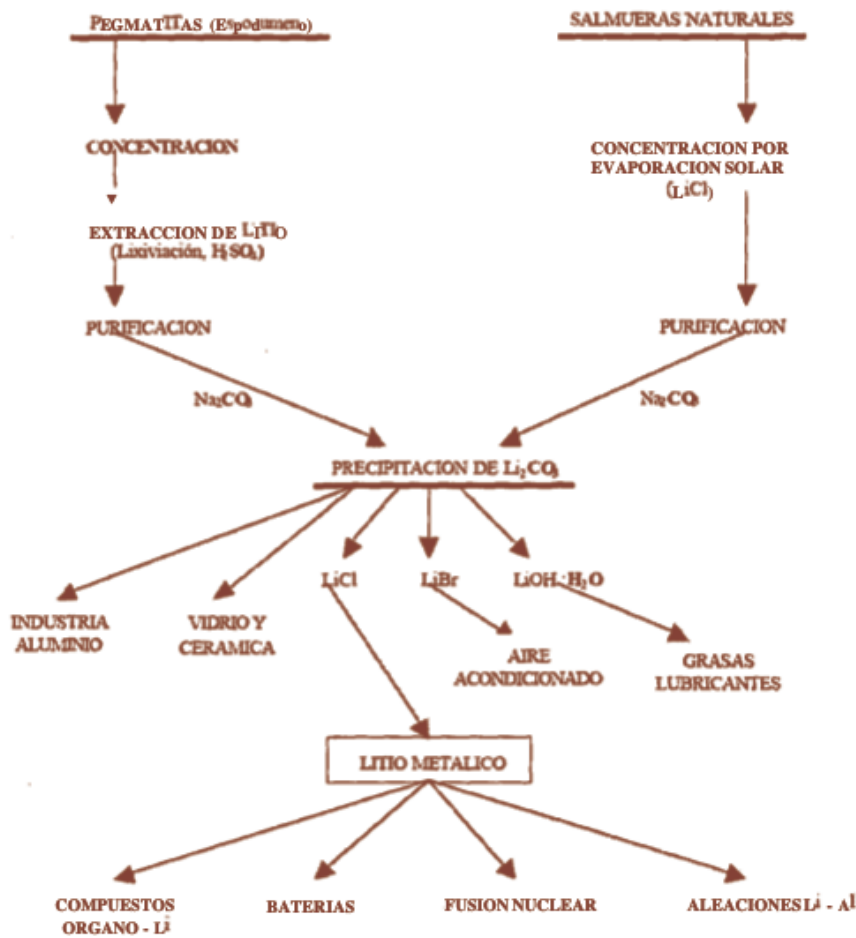 PEGMATITAS (Espodumeno)
SALMUERAS NATURALES
CONCENTRACION
CONCENTRACION POR
EVAPORACION SOLAR
(LiCl)
EXTRACCION DE LITIO
(Lixiviación, H₂SO₄)
PURIFICACION
PURIFICACION
Na₂CO₃
Na₂CO₃
PRECIPITACION DE Li₂CO₃
LiCl
LiBr
LiOH·H₂O
INDUSTRIA
ALUMINIO
VIDRIO Y
CERAMICA
AIRE
ACONDICIONADO
GRASAS
LUBRICANTES
LITIO METALICO
COMPUESTOS
ORGANO - Li
BATERIAS
FUSION NUCLEAR
ALEACIONES Li - Al